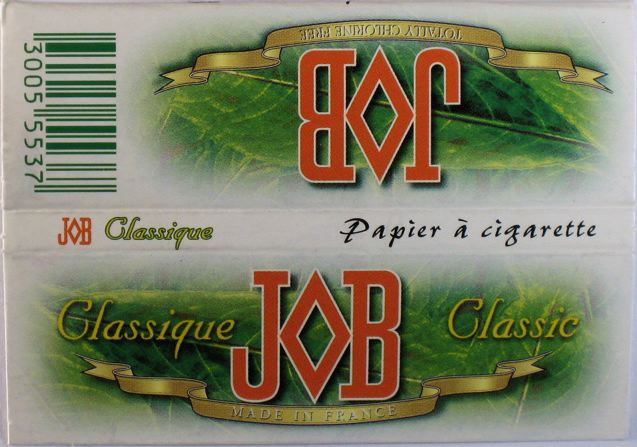 TOTALLY CHLORINE FREE
JOB
3005 5537
JOB Classique Papier à cigarette
Classique JOB Classic
MADE IN FRANCE